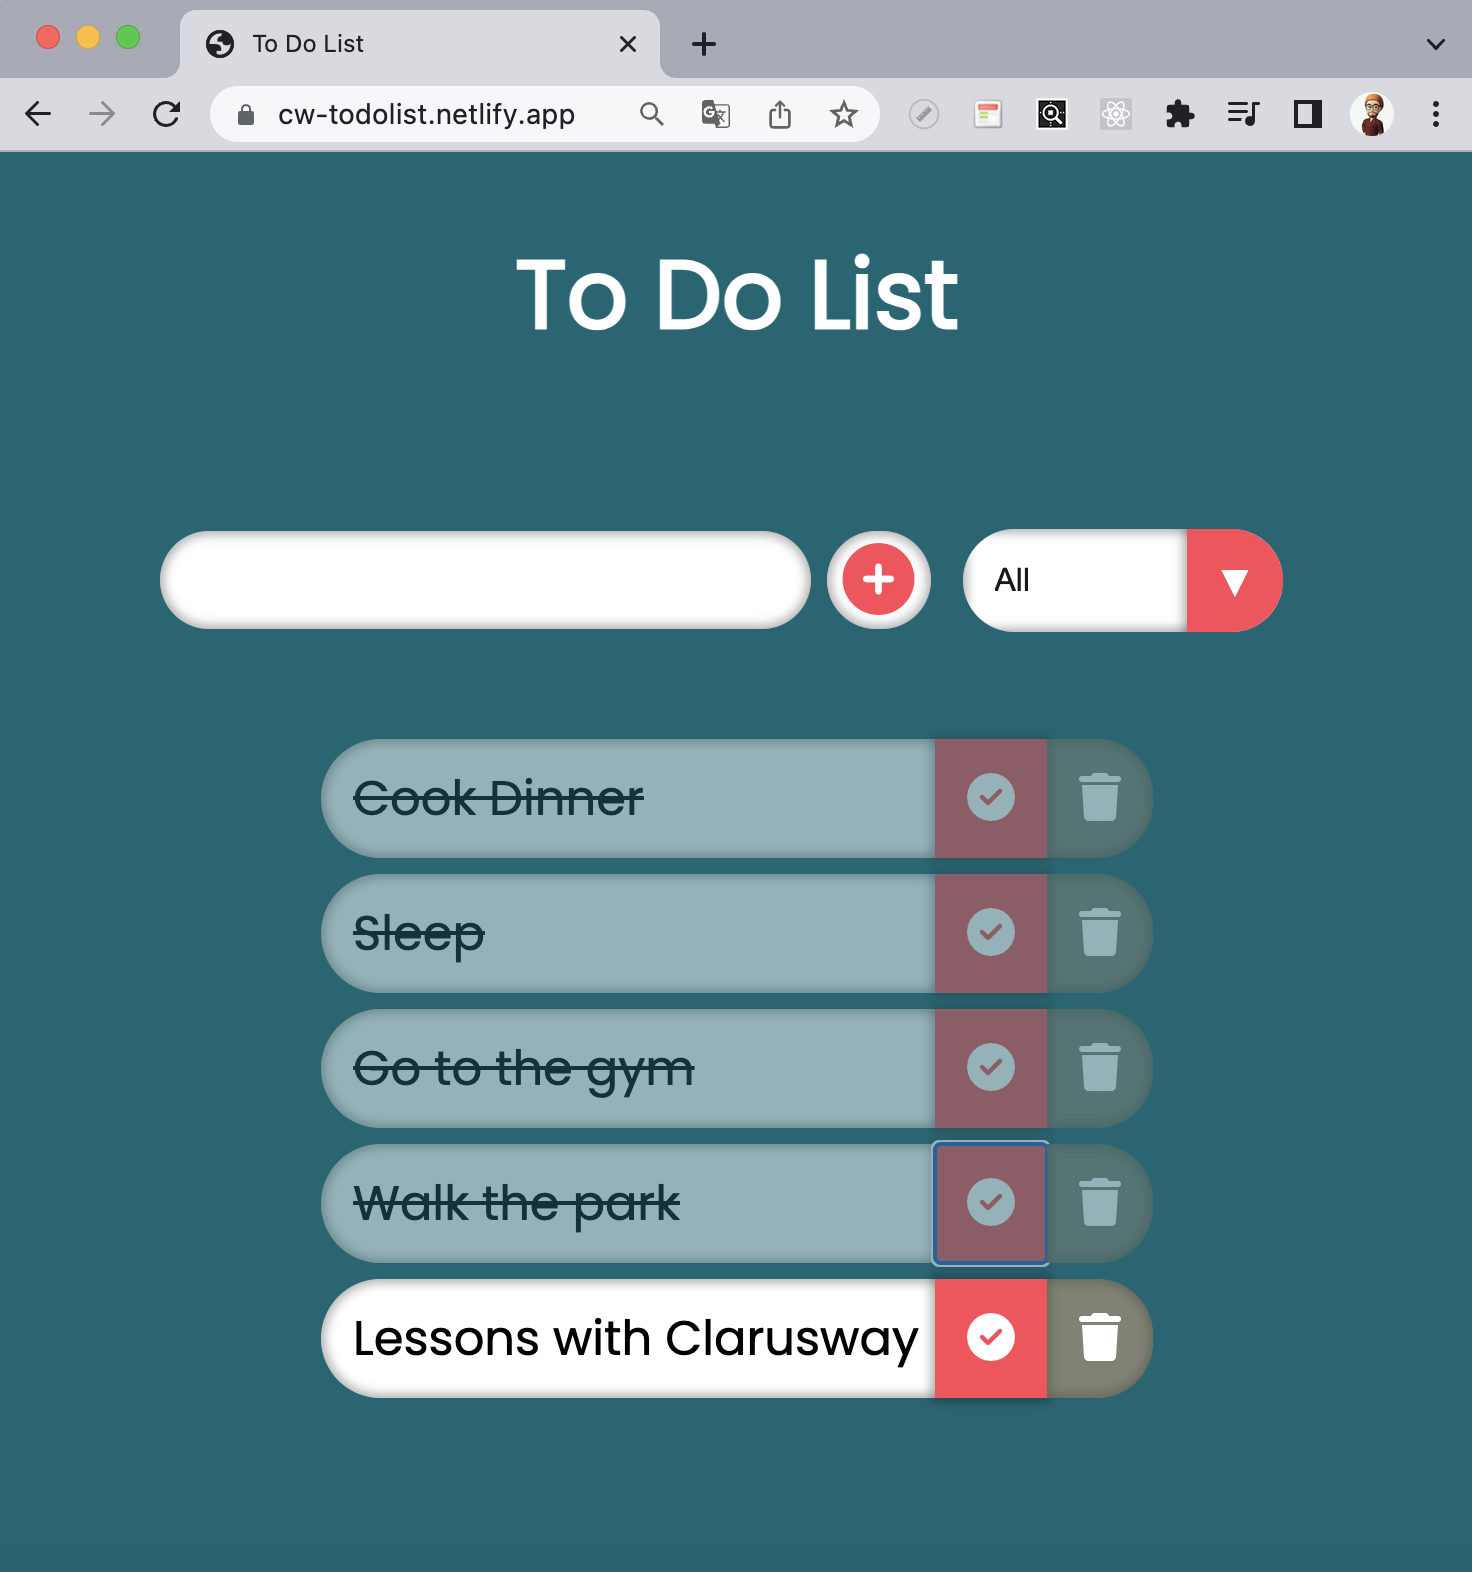 To Do List
cw-todolist.netlify.app
To Do List
All
Cook Dinner
Sleep
Go to the gym
Walk the park
Lessons with Clarusway